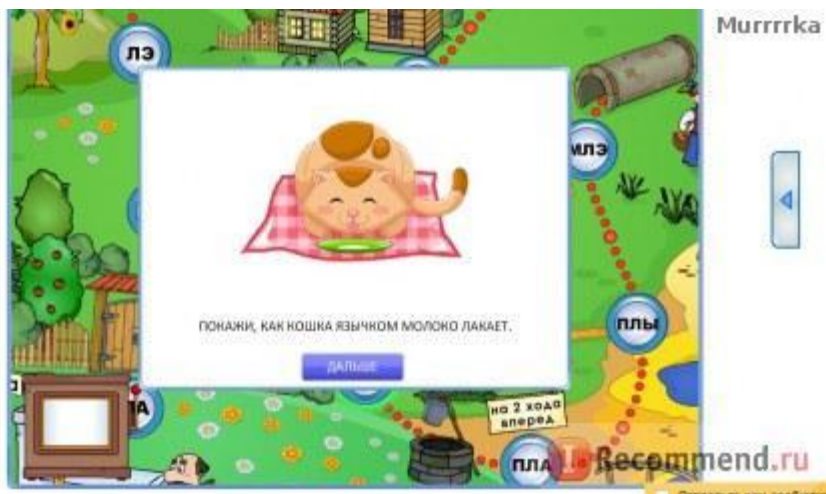 Murrrrka
ЛЭ
МЛЭ
ПОКАЖИ, КАК КОШКА ЯЗЫЧКОМ МОЛОКО ЛАКАЕТ.
ДАЛЬШЕ
ПЛЫ
на 2 хода
вперед
ПЛА
Recommend.ru